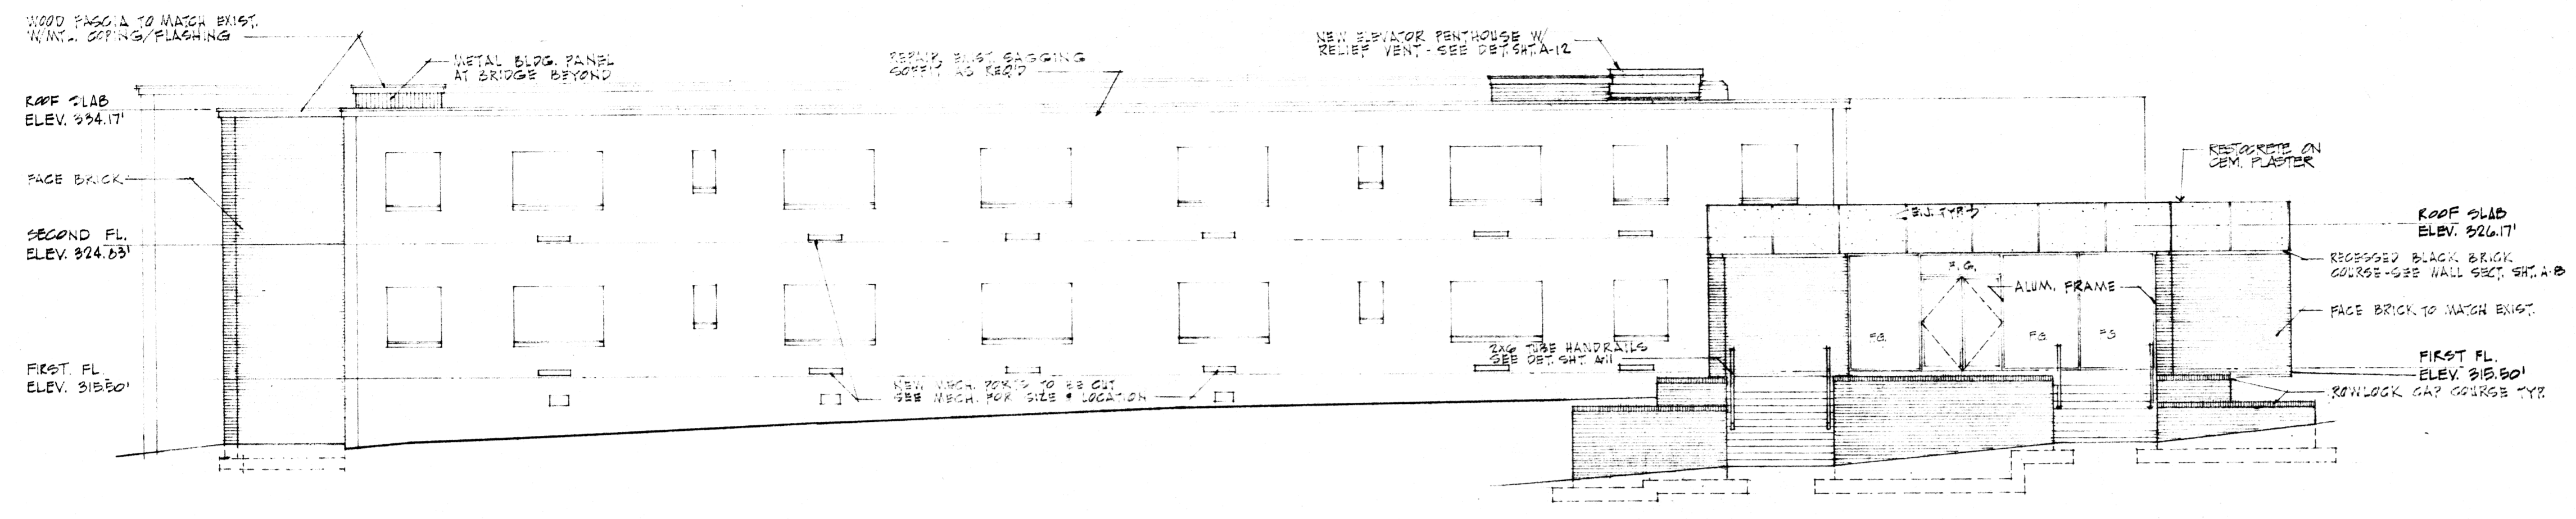 WOOD FASCIA TO MATCH EXIST.
W/MTL. COPING/FLASHING
METAL BLDG. PANEL
AT BRIDGE BEYOND
REPAIR EXIST. SAGGING
SOFFIT AS REQ'D
NEW ELEVATOR PENTHOUSE W/
RELIEF VENT - SEE DET. SHT. A-12
ROOF SLAB
ELEV. 334.17'
RESTOCRETE ON
CEM. PLASTER
FACE BRICK
SECOND FL.
ELEV. 324.83'
E.J. TYP.
ROOF SLAB
ELEV. 326.17'
RECESSED BLACK BRICK
COURSE - SEE WALL SECT. SHT. A-8
F.G.
ALUM. FRAME
FACE BRICK TO MATCH EXIST.
F.G.
F.G.
F.G.
2X6 TUBE HANDRAILS
SEE DET. SHT. A-11
FIRST FL.
ELEV. 315.50'
NEW MECH. PORTS TO BE CUT
SEE MECH. FOR SIZE & LOCATION
FIRST FL.
ELEV. 315.50'
ROWLOCK CAP COURSE TYP.